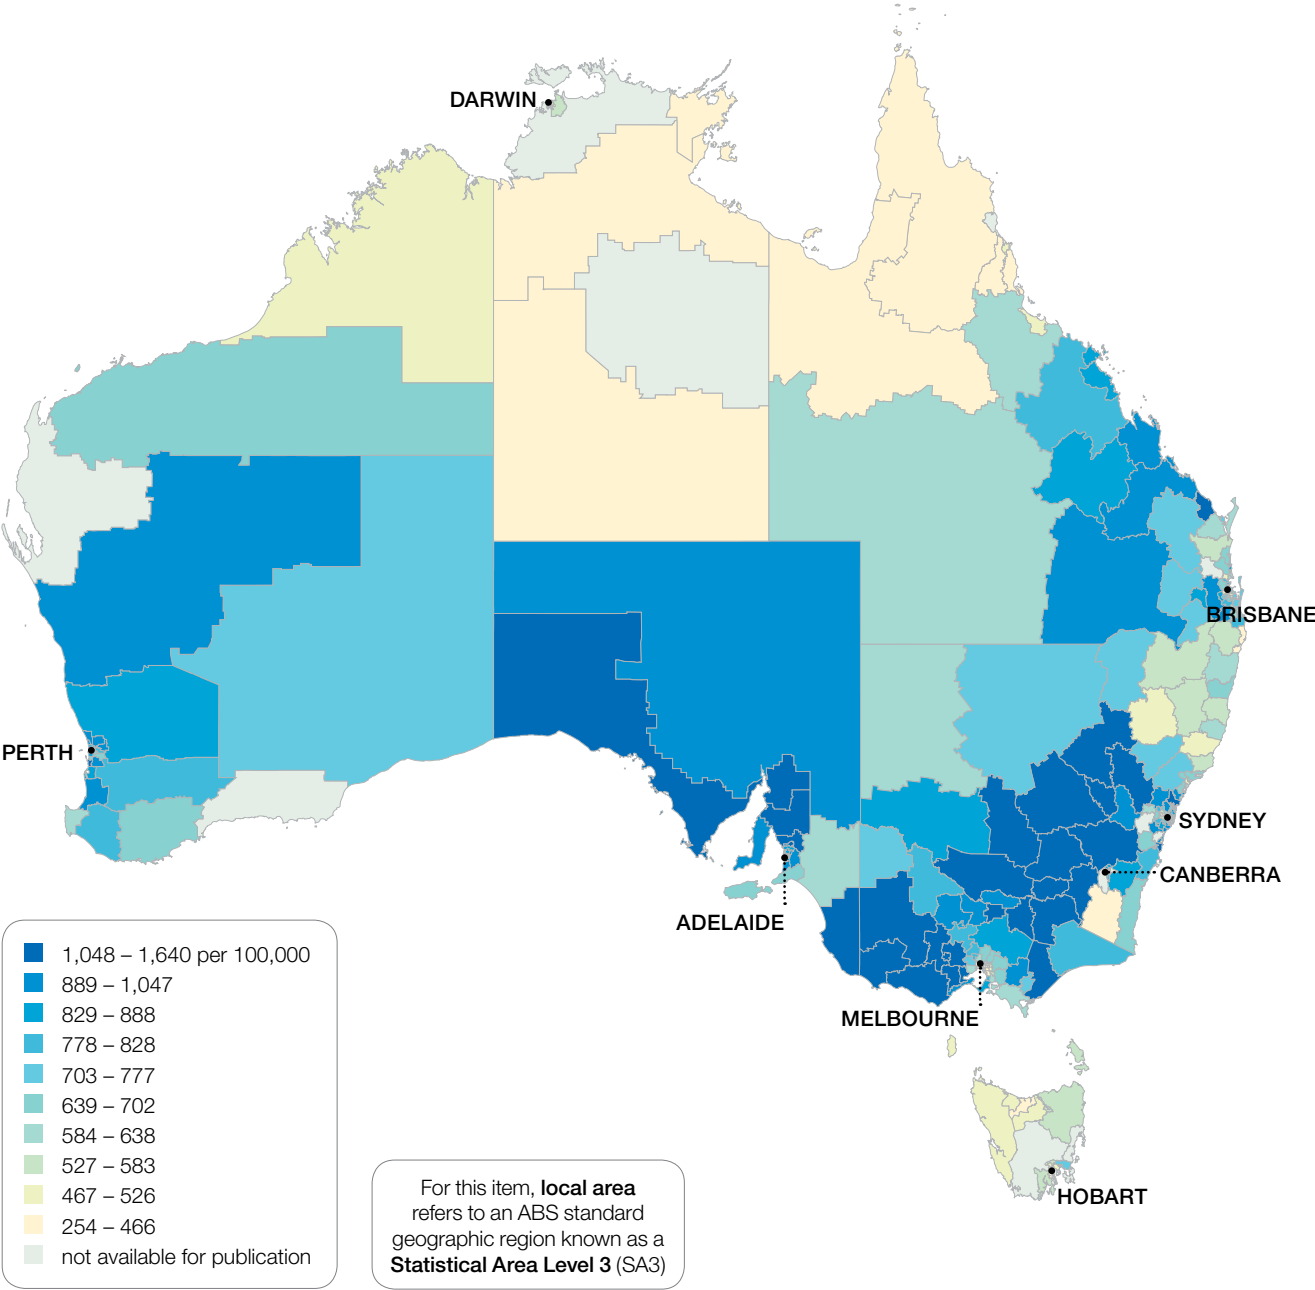 DARWIN
BRISBANE
PERTH
SYDNEY
CANBERRA
ADELAIDE
MELBOURNE
1,048 – 1,640 per 100,000
889 – 1,047
829 – 888
778 – 828
703 – 777
639 – 702
584 – 638
527 – 583
467 – 526
254 – 466
not available for publication
For this item, local area
refers to an ABS standard
geographic region known as a
Statistical Area Level 3 (SA3)
HOBART